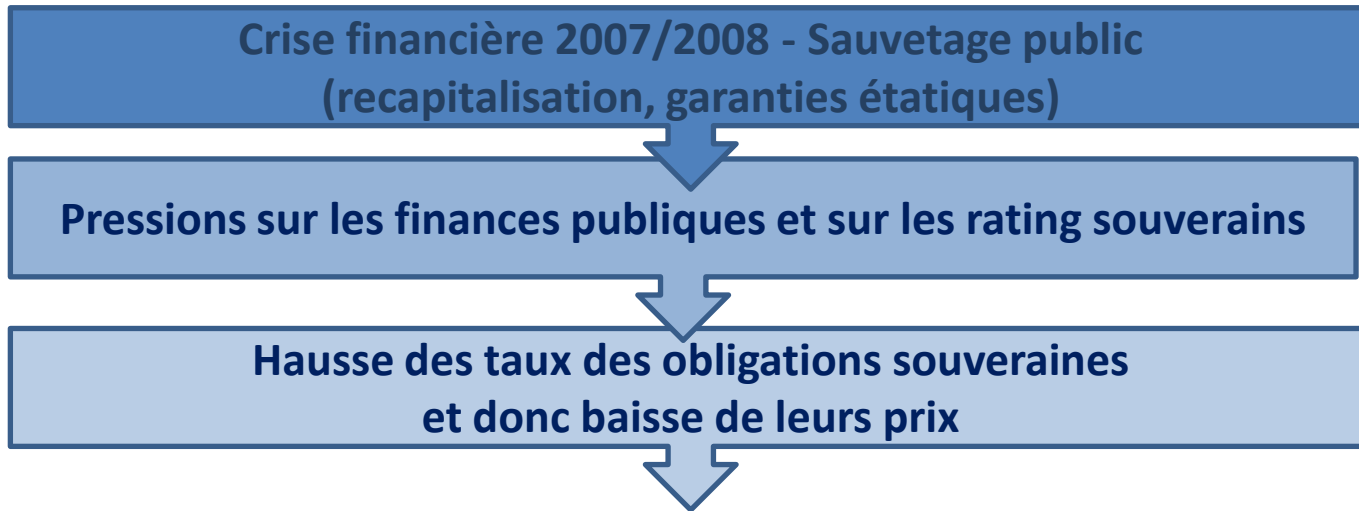 Crise financière 2007/2008 - Sauvetage public
(recapitalisation, garanties étatiques)
Pressions sur les finances publiques et sur les rating souverains
Hausse des taux des obligations souveraines
et donc baisse de leurs prix